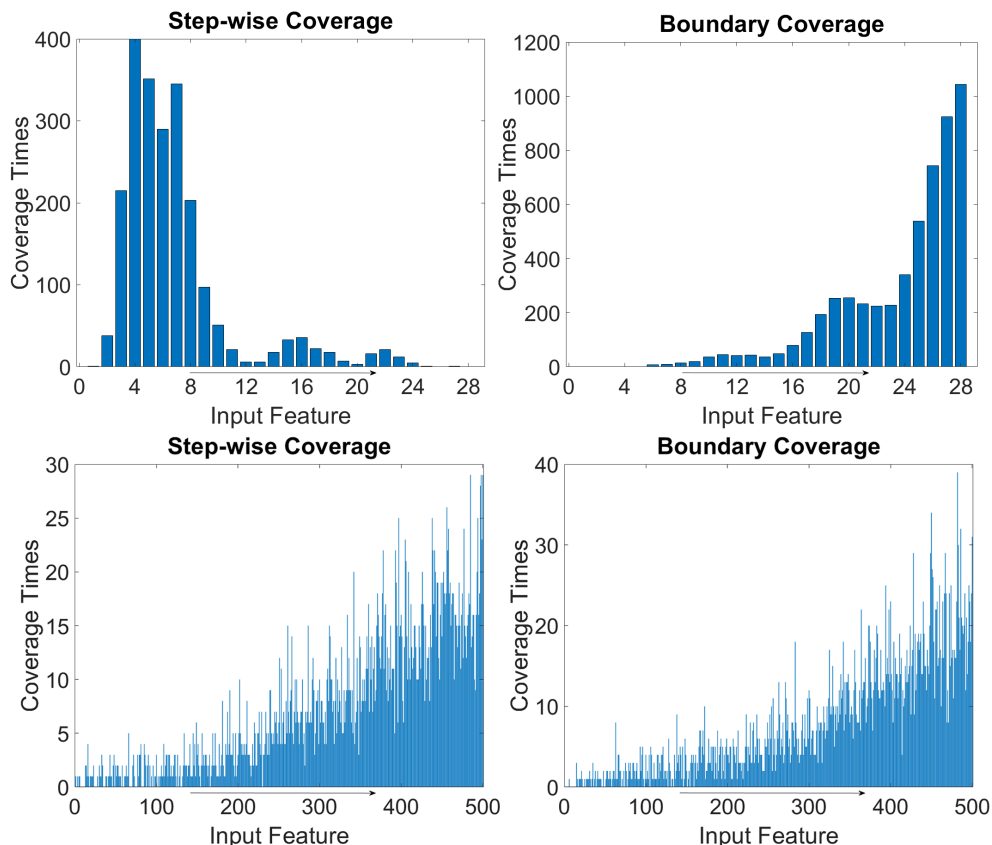 Step-wise Coverage
Coverage Times
400
300
200
100
0
0 4 8 12 16 20 24 28
Input Feature
Boundary Coverage
Coverage Times
1200
1000
800
600
400
200
0
0 4 8 12 16 20 24 28
Input Feature
Step-wise Coverage
Coverage Times
30
25
20
15
10
5
0
0 100 200 300 400 500
Input Feature
Boundary Coverage
Coverage Times
40
30
20
10
0
0 100 200 300 400 500
Input Feature